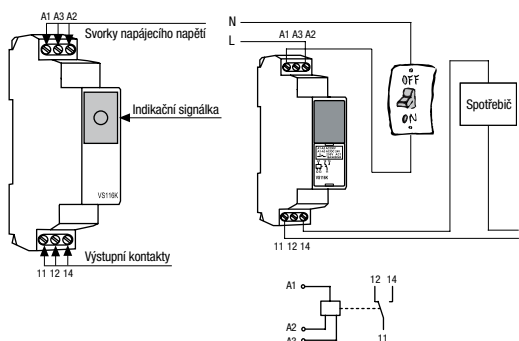 A1 A3 A2
Svorky napájecího napětí
Indikační signálka
VS116K
Výstupní kontakty
11 12 14
N
L
A1 A3 A2
OFF
ON
Spotřebič
VS116K
11 12 14
A1
A2
A3
12 14
11